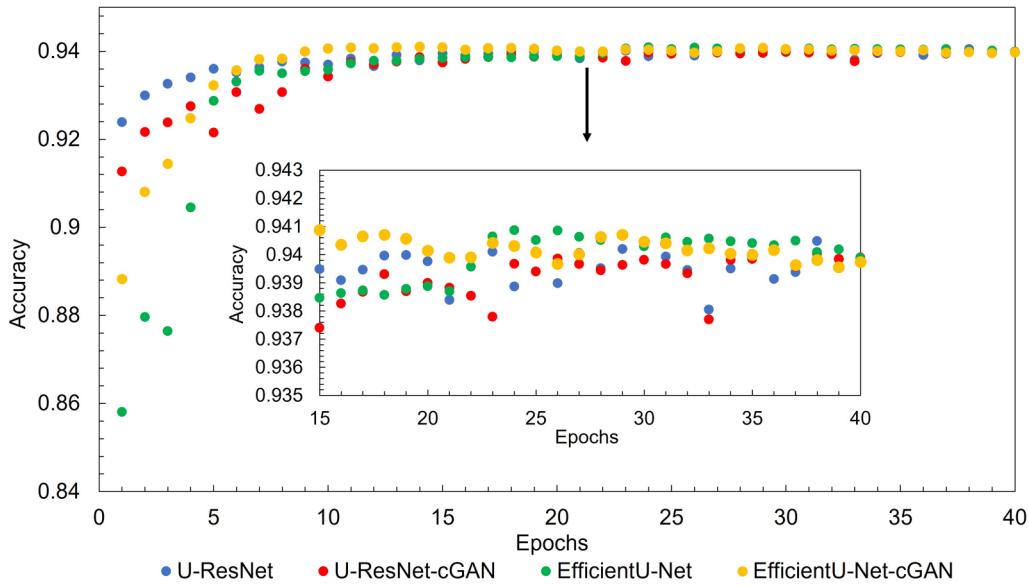 0.94
0.92
0.9
0.88
0.86
0.84
Accuracy
0 5 10 15 20 25 30 35 40
Epochs
0.943
0.942
0.941
0.94
0.939
0.938
0.937
0.936
0.935
Accuracy
15 20 25 30 35 40
Epochs
U-ResNet U-ResNet-cGAN EfficientU-Net EfficientU-Net-cGAN